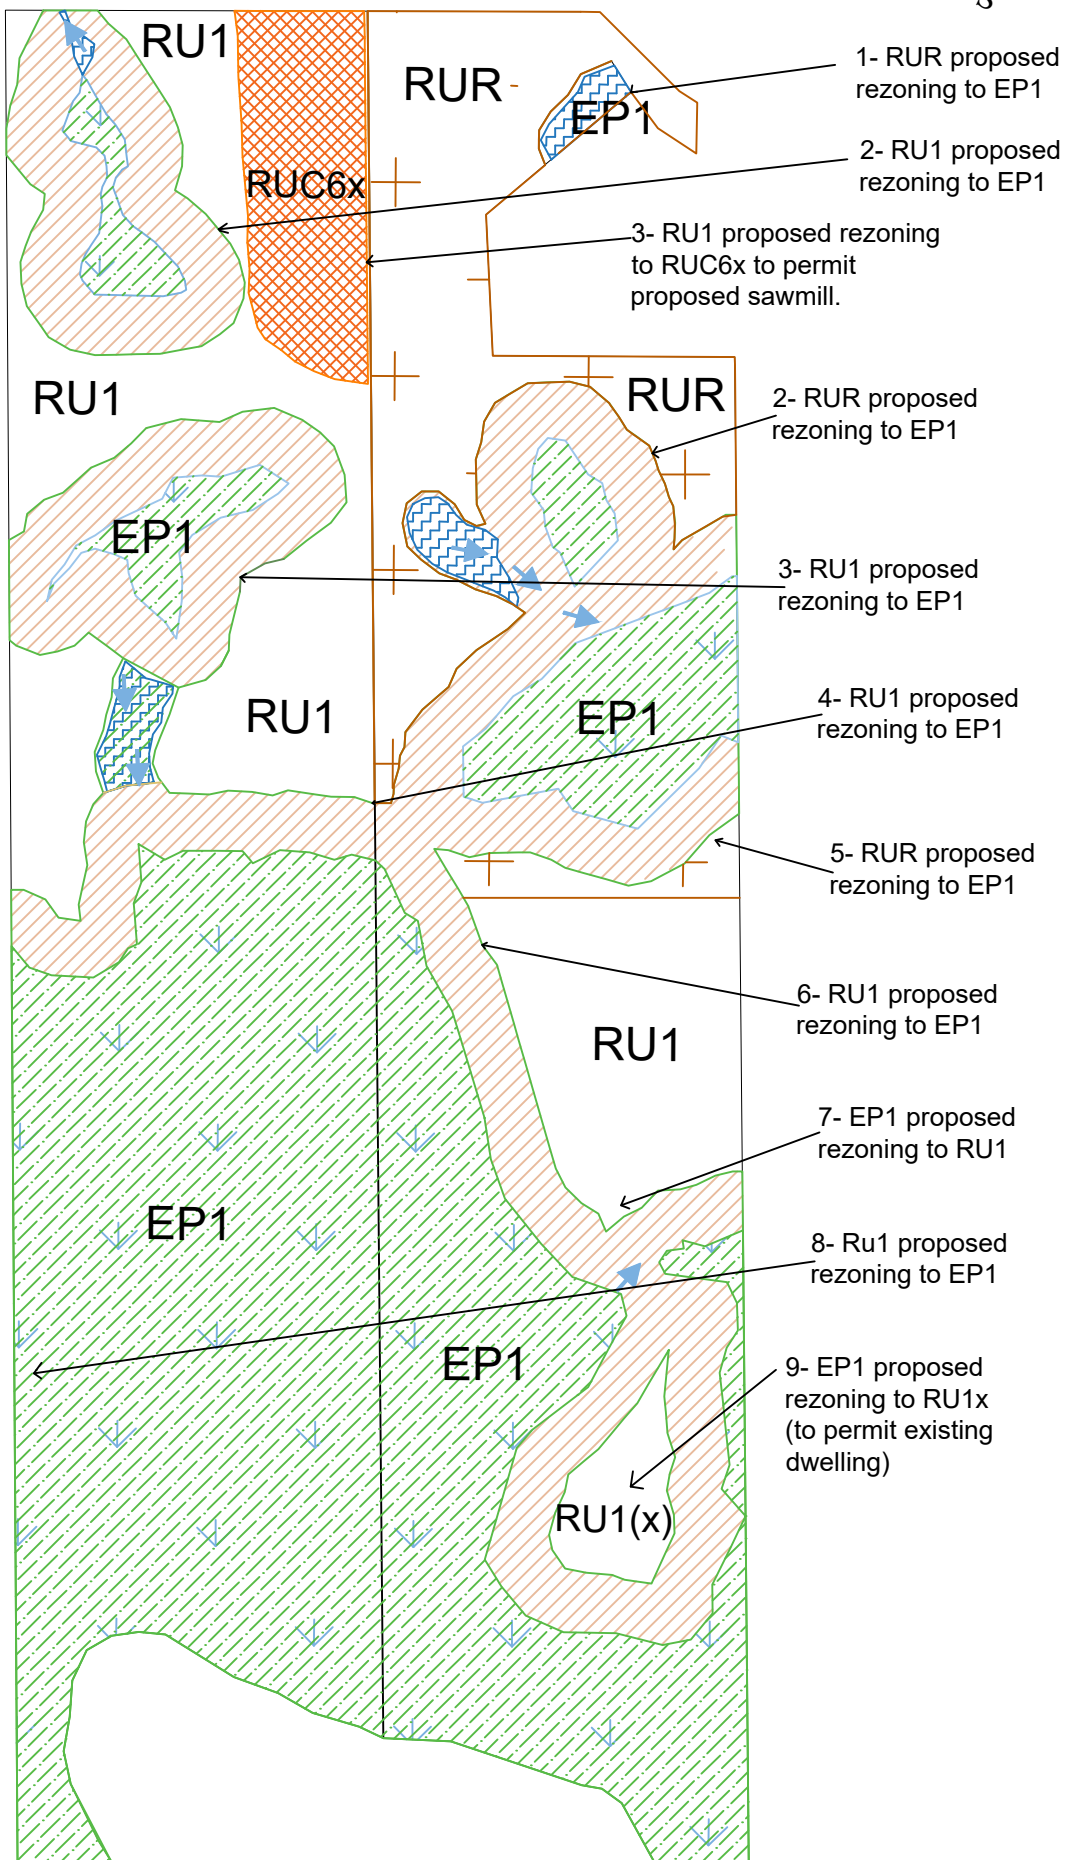 S
RU1
RUR
1- RUR proposed
rezoning to EP1
EP1
2- RU1 proposed
rezoning to EP1
RUC6x
3- RU1 proposed rezoning
to RUC6x to permit
proposed sawmill.
RU1
RUR
2- RUR proposed
rezoning to EP1
EP1
3- RU1 proposed
rezoning to EP1
RU1
EP1
4- RU1 proposed
rezoning to EP1
5- RUR proposed
rezoning to EP1
6- RU1 proposed
rezoning to EP1
RU1
7- EP1 proposed
rezoning to RU1
EP1
8- Ru1 proposed
rezoning to EP1
EP1
9- EP1 proposed
rezoning to RU1x
(to permit existing
dwelling)
RU1(x)